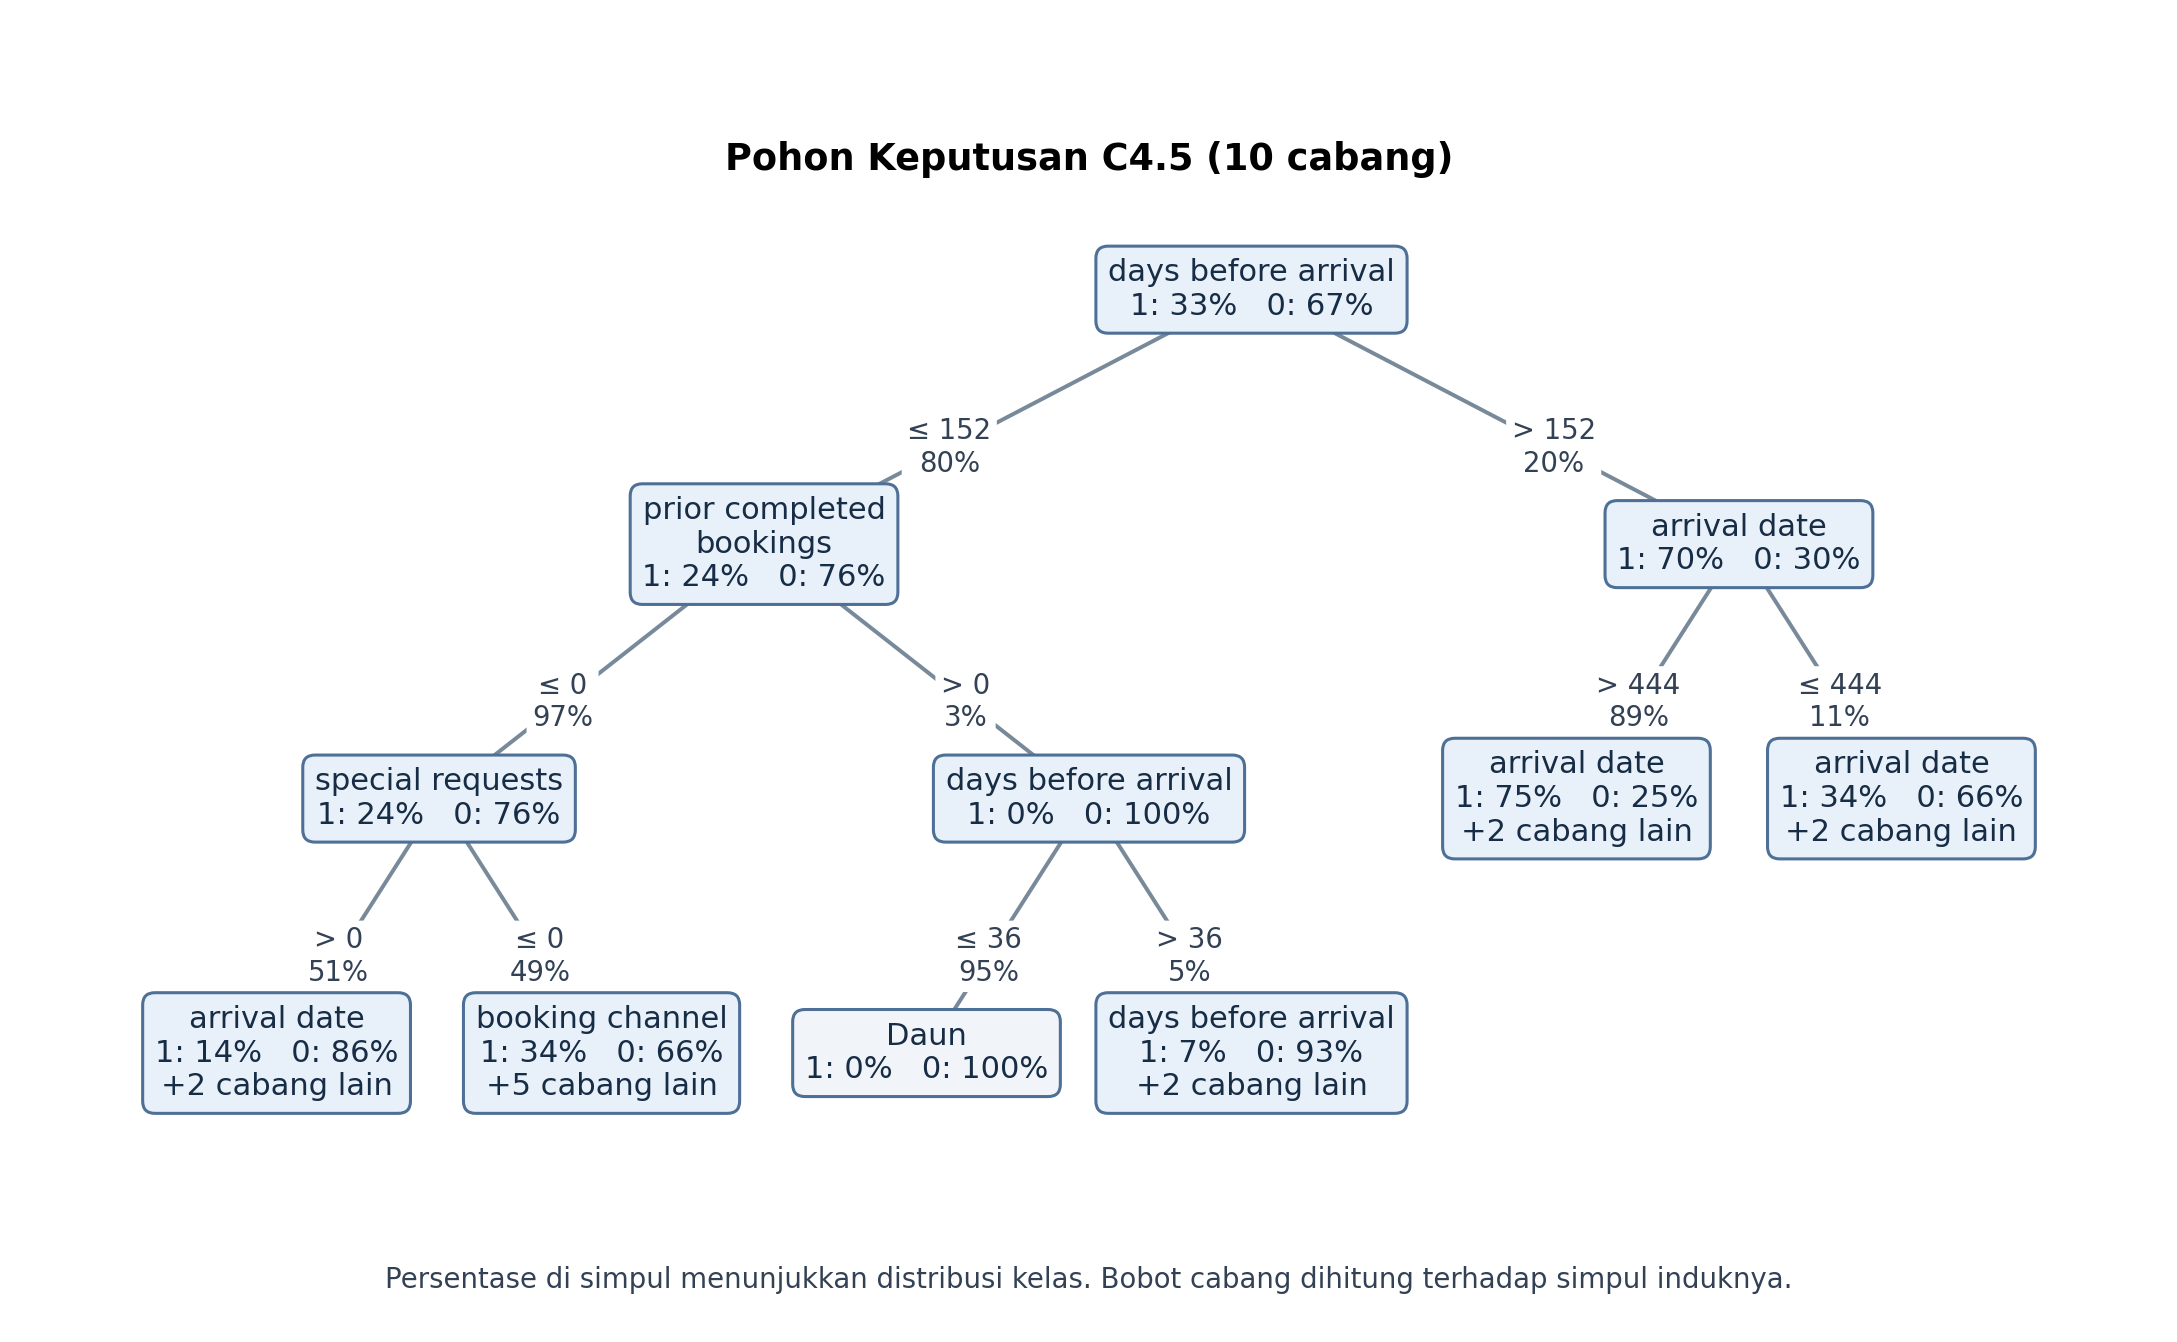 Pohon Keputusan C4.5 (10 cabang)
days before arrival
1: 33%   0: 67%
≤ 152
80%
> 152
20%
prior completed
bookings
1: 24%   0: 76%
arrival date
1: 70%   0: 30%
≤ 0
97%
> 0
3%
> 444
89%
≤ 444
11%
special requests
1: 24%   0: 76%
days before arrival
1: 0%   0: 100%
arrival date
1: 75%   0: 25%
+2 cabang lain
arrival date
1: 34%   0: 66%
+2 cabang lain
> 0
51%
≤ 0
49%
≤ 36
95%
> 36
5%
arrival date
1: 14%   0: 86%
+2 cabang lain
booking channel
1: 34%   0: 66%
+5 cabang lain
Daun
1: 0%   0: 100%
days before arrival
1: 7%   0: 93%
+2 cabang lain
Persentase di simpul menunjukkan distribusi kelas. Bobot cabang dihitung terhadap simpul induknya.